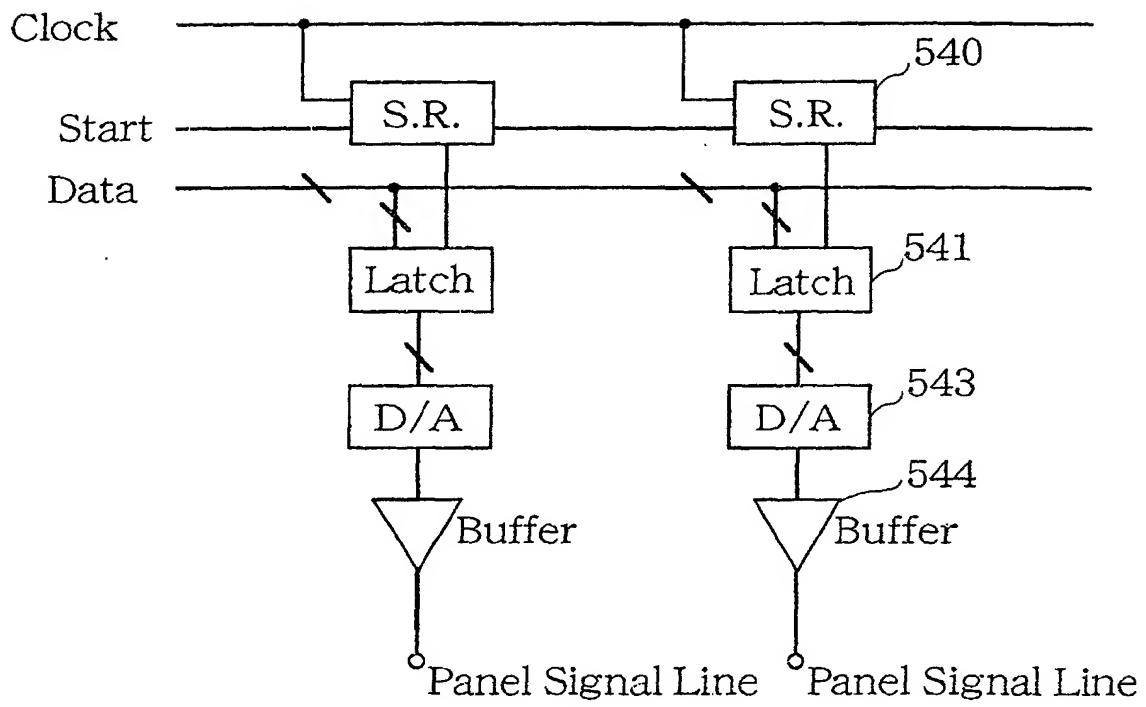 Clock
540
S.R.
S.R.
Start
Data
541
Latch
Latch
543
D/A
D/A
544
Buffer
Buffer
Panel Signal Line
Panel Signal Line